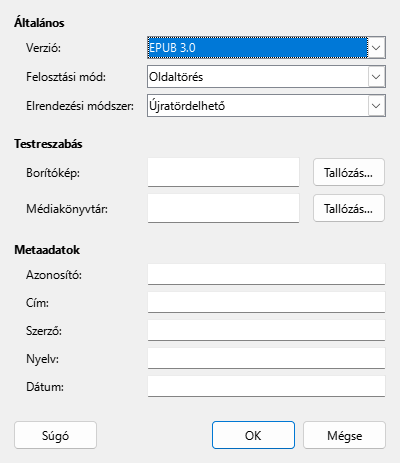 Általános
Verzió: EPUB 3.0
Felosztási mód: Oldaltörés
Elrendezési módszer: Újratördelhető
Testreszabás
Borítókép: Tallózás...
Médiakönyvtár: Tallózás...
Metaadatok
Azonosító:
Cím:
Szerző:
Nyelv:
Dátum:
Súgó OK Mégse